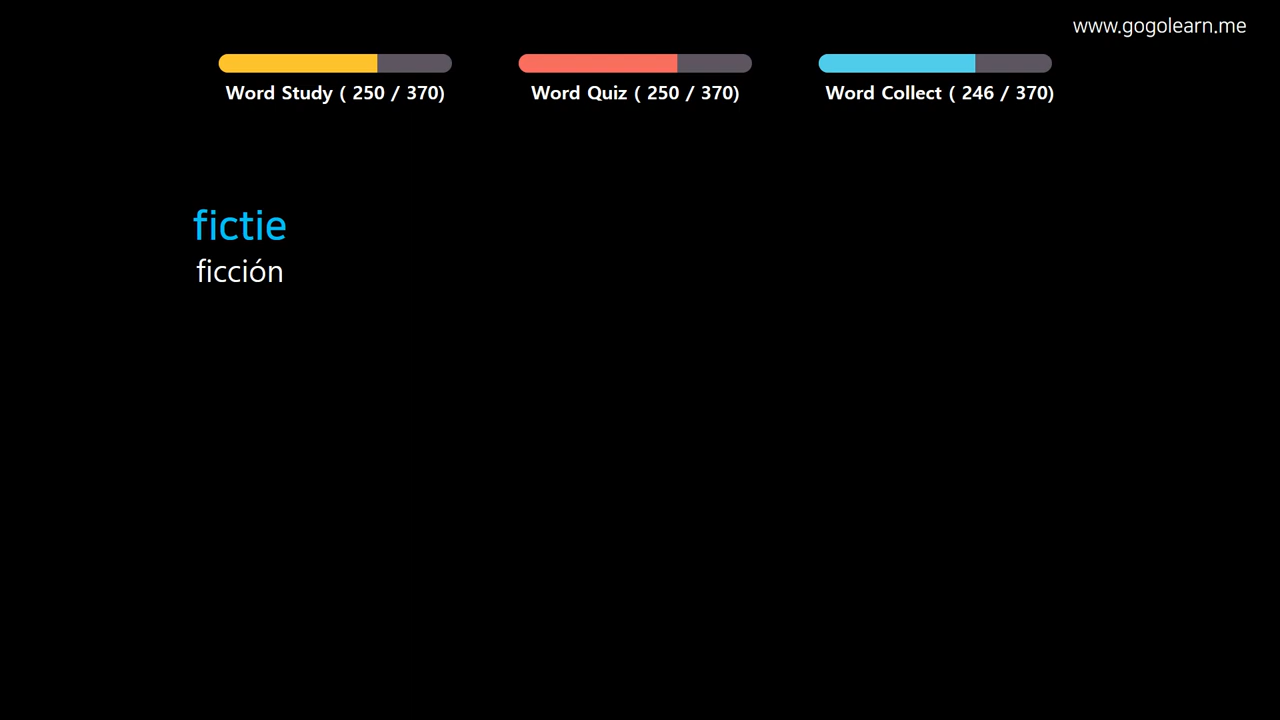 www.gogolearn.me
Word Study ( 250 / 370)
Word Quiz ( 250 / 370)
Word Collect ( 246 / 370)
fictie
ficción